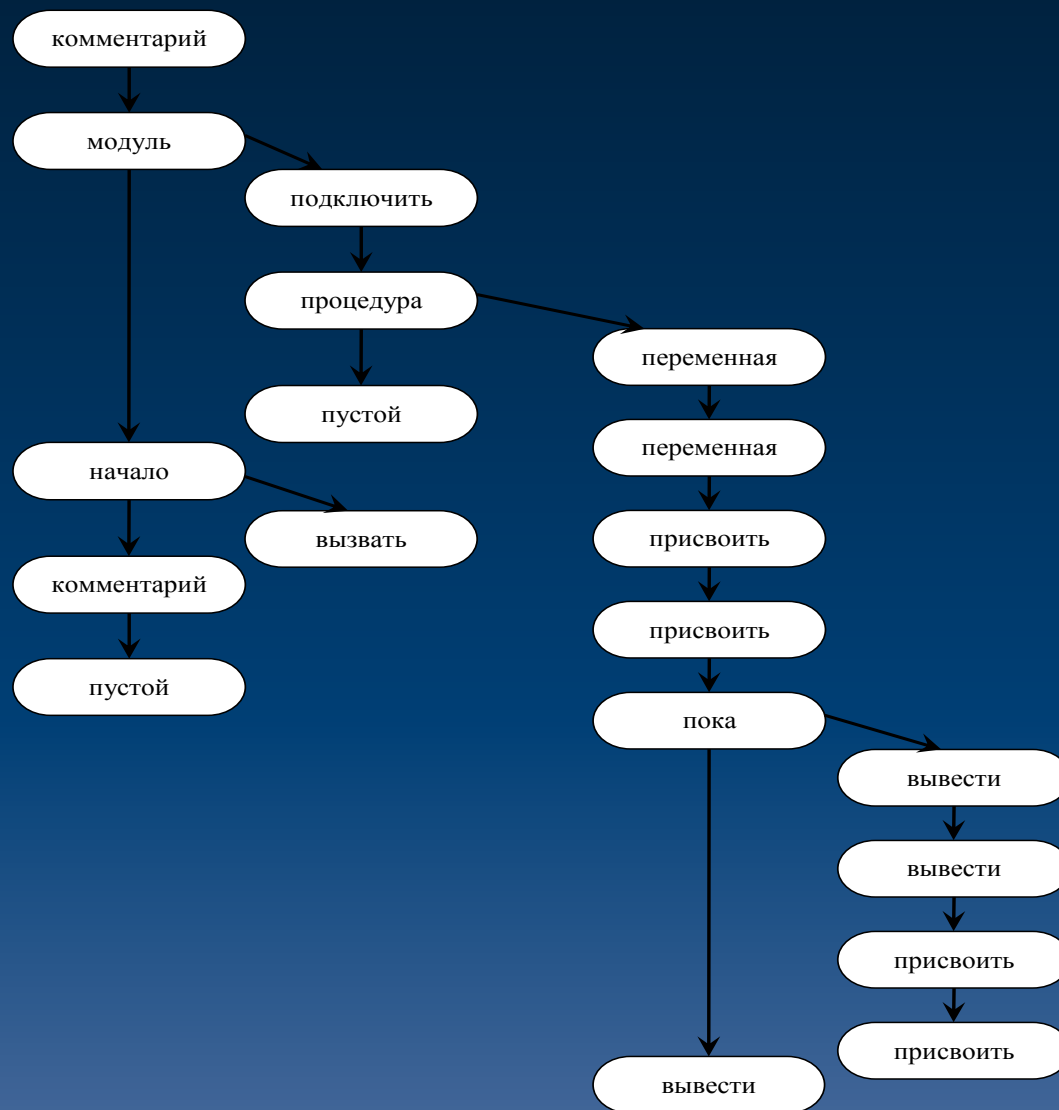 комментарий
модуль
подключить
процедура
переменная
пустой
переменная
начало
вызвать
присвоить
комментарий
присвоить
пустой
пока
вывести
вывести
присвоить
присвоить
вывести